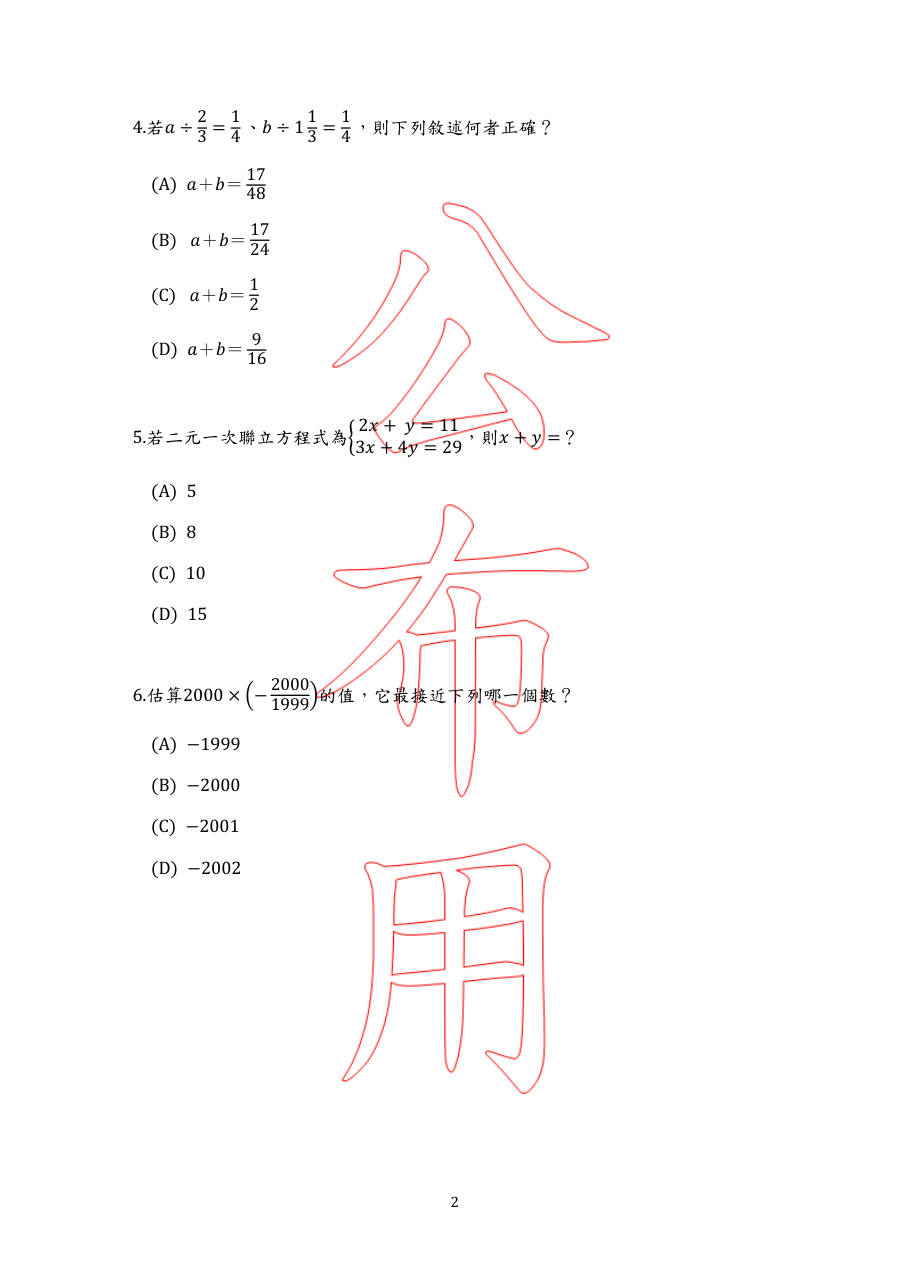 4.若a ÷ 2/3 = 1/4、b ÷ 1 1/3 = 1/4，則下列敘述何者正確？
(A) a＋b＝17/48
(B) a＋b＝17/24
(C) a＋b＝1/2
(D) a＋b＝9/16
5.若二元一次聯立方程式為{2x + y = 11, 3x + 4y = 29，則x + y =？
(A) 5
(B) 8
(C) 10
(D) 15
6.估算2000 × (−2000/1999)的值，它最接近下列哪一個數？
(A) −1999
(B) −2000
(C) −2001
(D) −2002
公
布
用
2